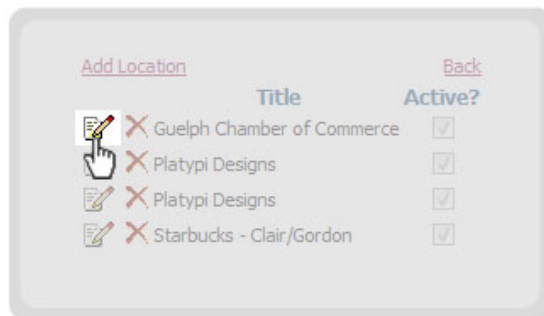 Add Location Back
Title Active?
Guelph Chamber of Commerce
Platypi Designs
Platypi Designs
Starbucks - Clair/Gordon